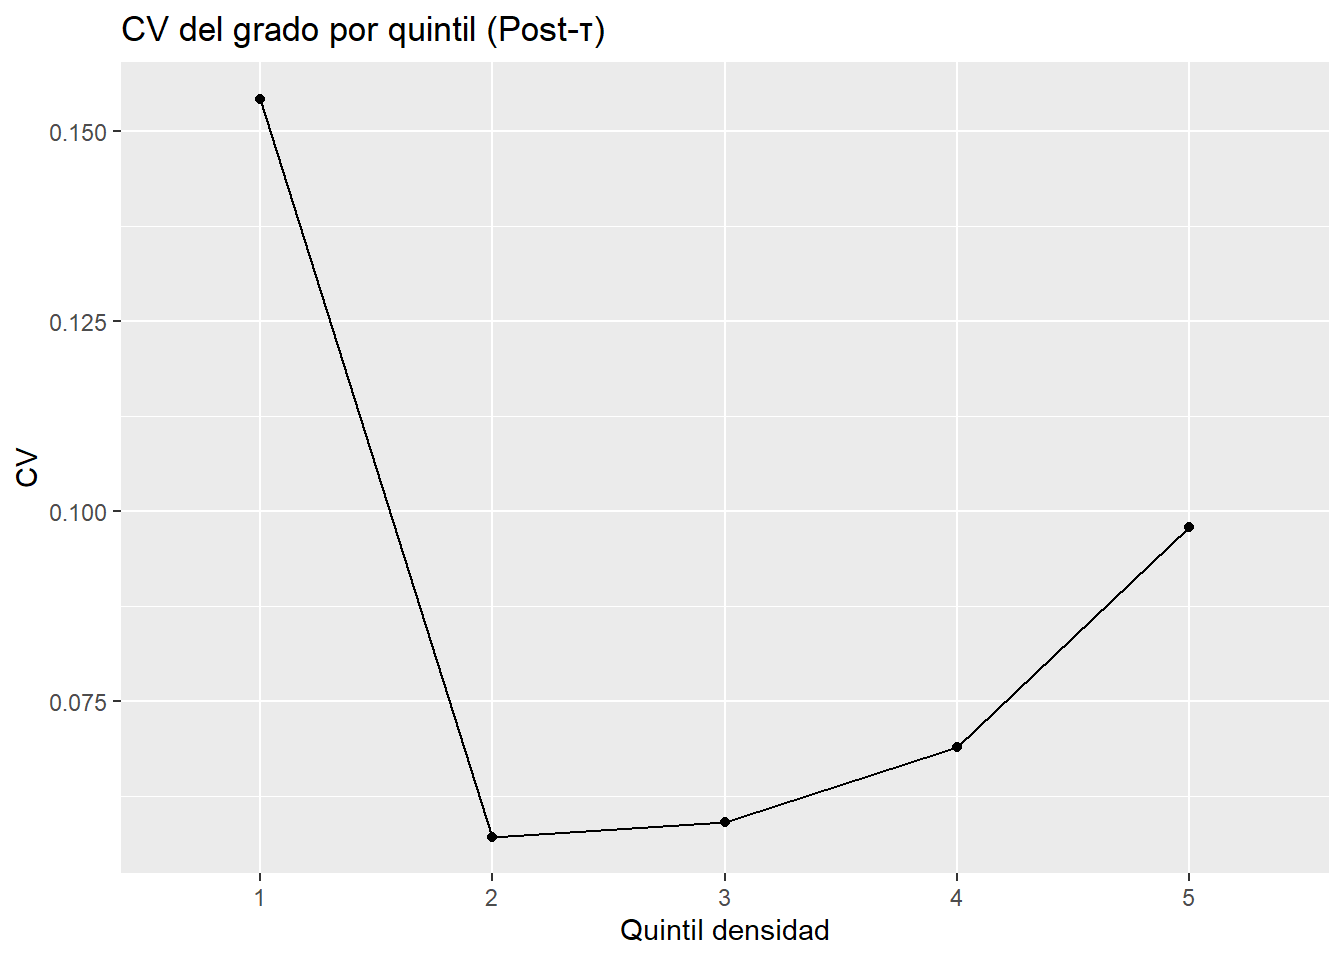 CV del grado por quintil (Post-τ)
0.150
0.125
0.100
0.075
CV
1 2 3 4 5
Quintil densidad